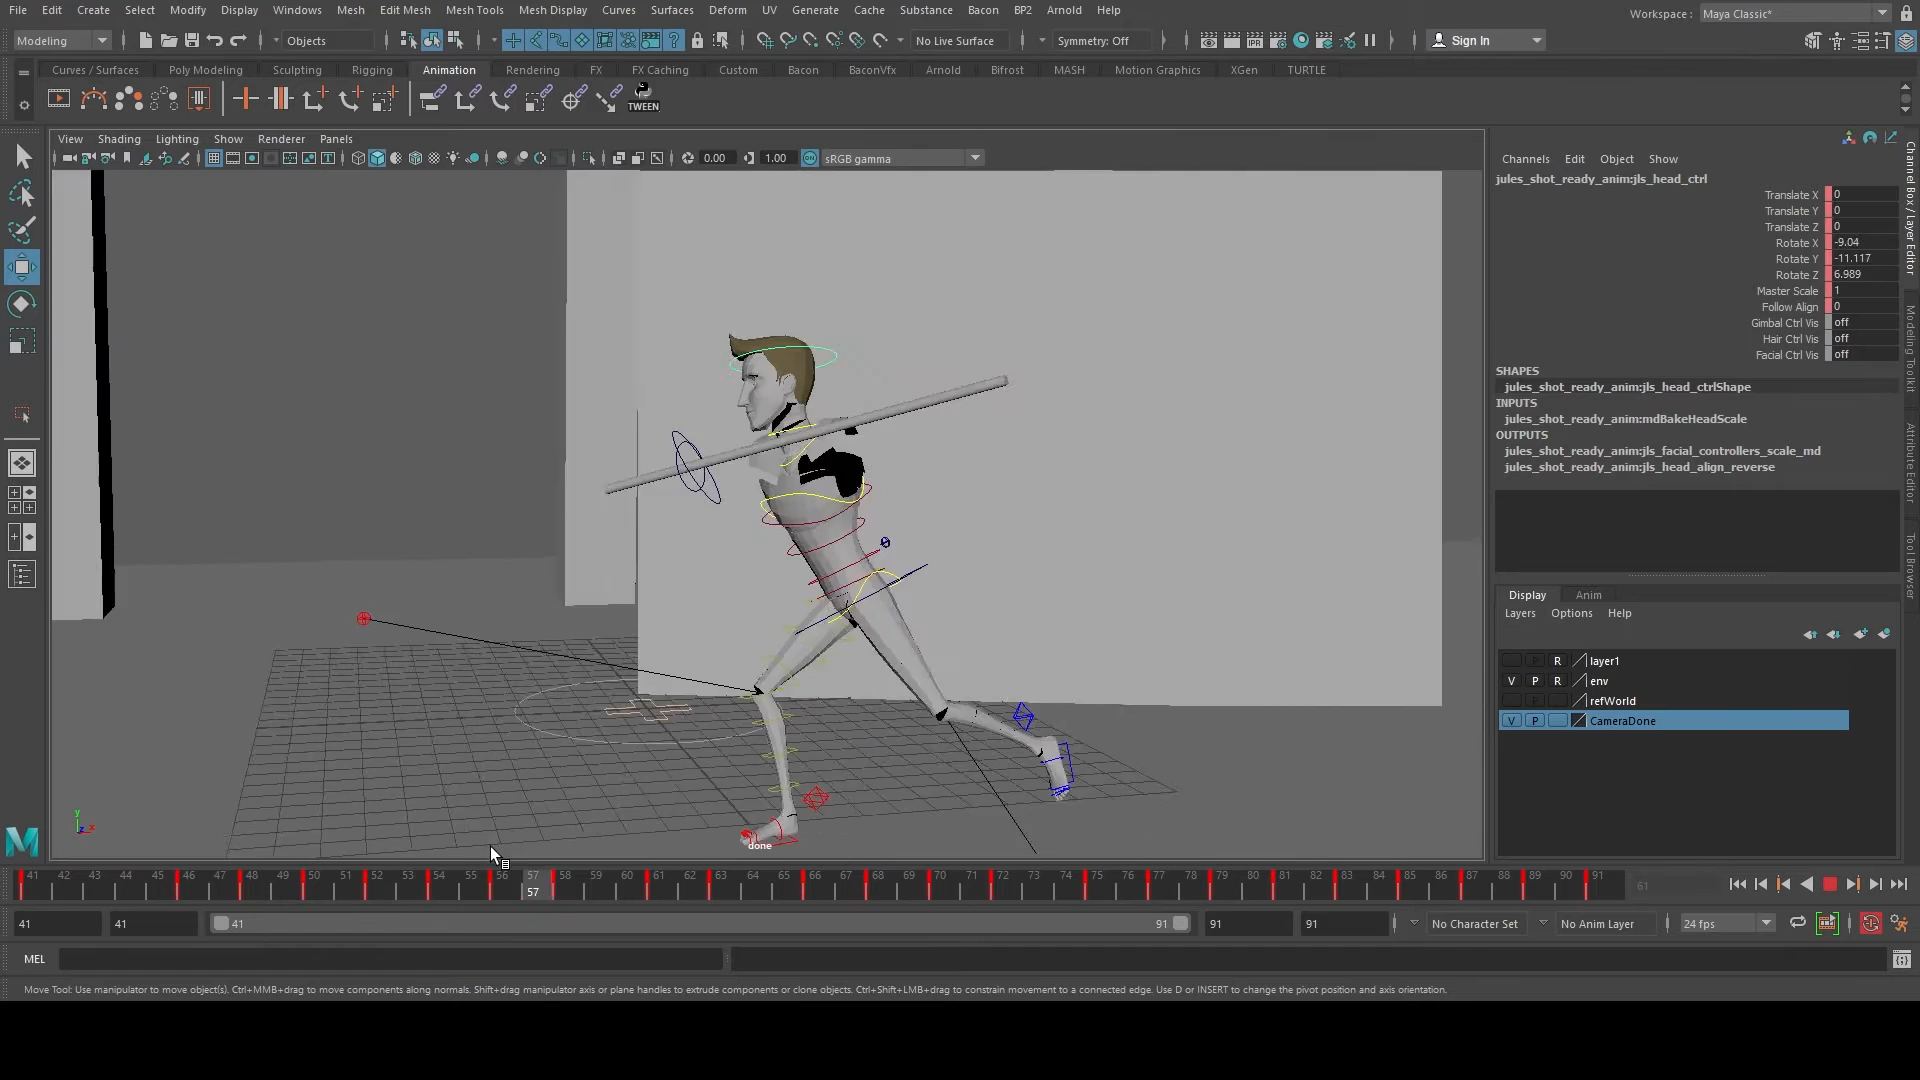 File Edit Create Select Modify Display Windows Mesh Edit Mesh Mesh Tools Mesh Display Curves Surfaces Deform UV Generate Cache Substance Bacon BP2 Arnold Help
Workspace : Maya Classic*
Modeling Objects No Live Surface Symmetry: Off IPR Sign In
Curves / Surfaces Poly Modeling Sculpting Rigging Animation Rendering FX FX Caching Custom Bacon BaconVfx Arnold Bifrost MASH Motion Graphics XGen TURTLE
TWEEN
View Shading Lighting Show Renderer Panels
0.00 1.00 sRGB gamma
Channels Edit Object Show
jules_shot_ready_anim:jls_head_ctrl
Translate X 0
Translate Y 0
Translate Z 0
Rotate X -9.04
Rotate Y -11.117
Rotate Z 6.989
Master Scale 1
Follow Align 0
Gimbal Ctrl Vis off
Hair Ctrl Vis off
Facial Ctrl Vis off
SHAPES
jules_shot_ready_anim:jls_head_ctrlShape
INPUTS
jules_shot_ready_anim:mdBakeHeadScale
OUTPUTS
jules_shot_ready_anim:jls_facial_controllers_scale_md
jules_shot_ready_anim:jls_head_align_reverse
Channel Box / Layer Editor
Modeling Toolkit
Attribute Editor
Tool Browser
Display Anim
Layers Options Help
R layer1
V P R env
refWorld
V P CameraDone
y
z x
done
41 42 43 44 45 46 47 48 49 50 51 52 53 54 55 56 57 58 59 60 61 62 63 64 65 66 67 68 69 70 71 72 73 74 75 76 77 78 79 80 81 82 83 84 85 86 87 88 89 90 91
57
61
41 41 41 91 91 91 No Character Set No Anim Layer 24 fps
MEL
Move Tool: Use manipulator to move object(s). Ctrl+MMB+drag to move components along normals. Shift+drag manipulator axis or plane handles to extrude components or clone objects. Ctrl+Shift+LMB+drag to constrain movement to a connected edge. Use D or INSERT to change the pivot position and axis orientation.